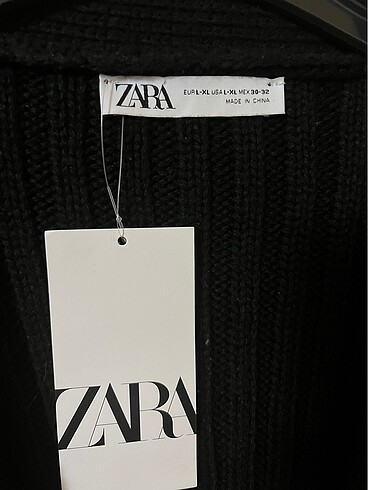 ZARA
EUR L-XL USA L-XL MEX 30-32
MADE IN CHINA
ZARA